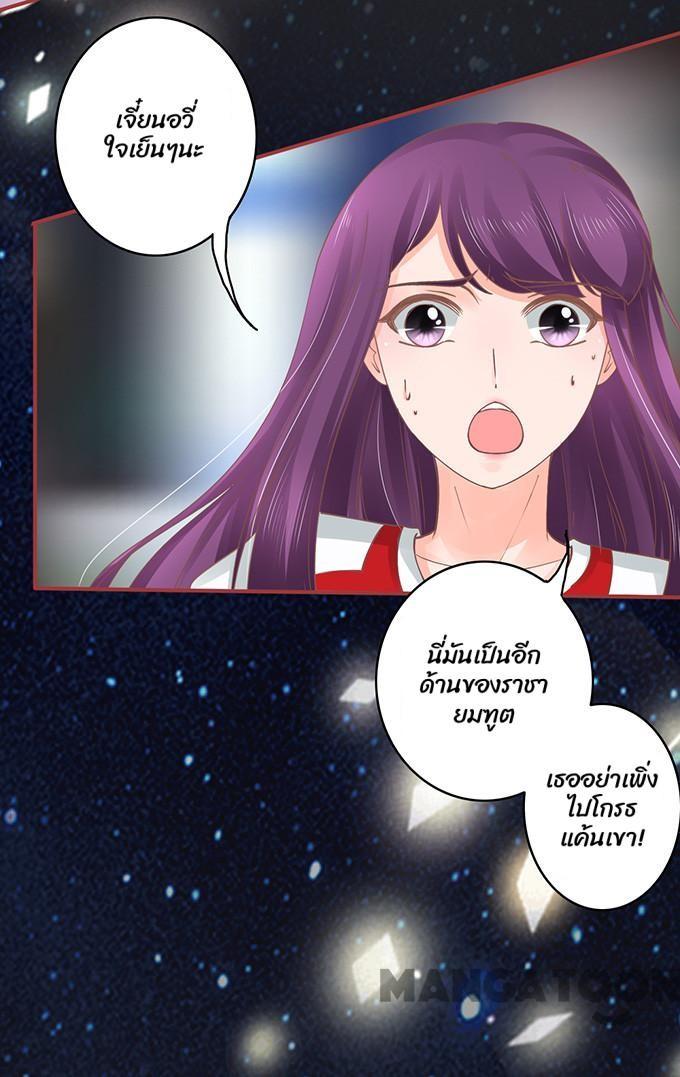 เจี๋ยนอวี่
ใจเย็นๆนะ
นี่มันเป็นอีก
ด้านของราชา
ยมฑูต
เธออย่าเพิ่ง
ไปโกรธ
แค้นเขา!
MANGATOON